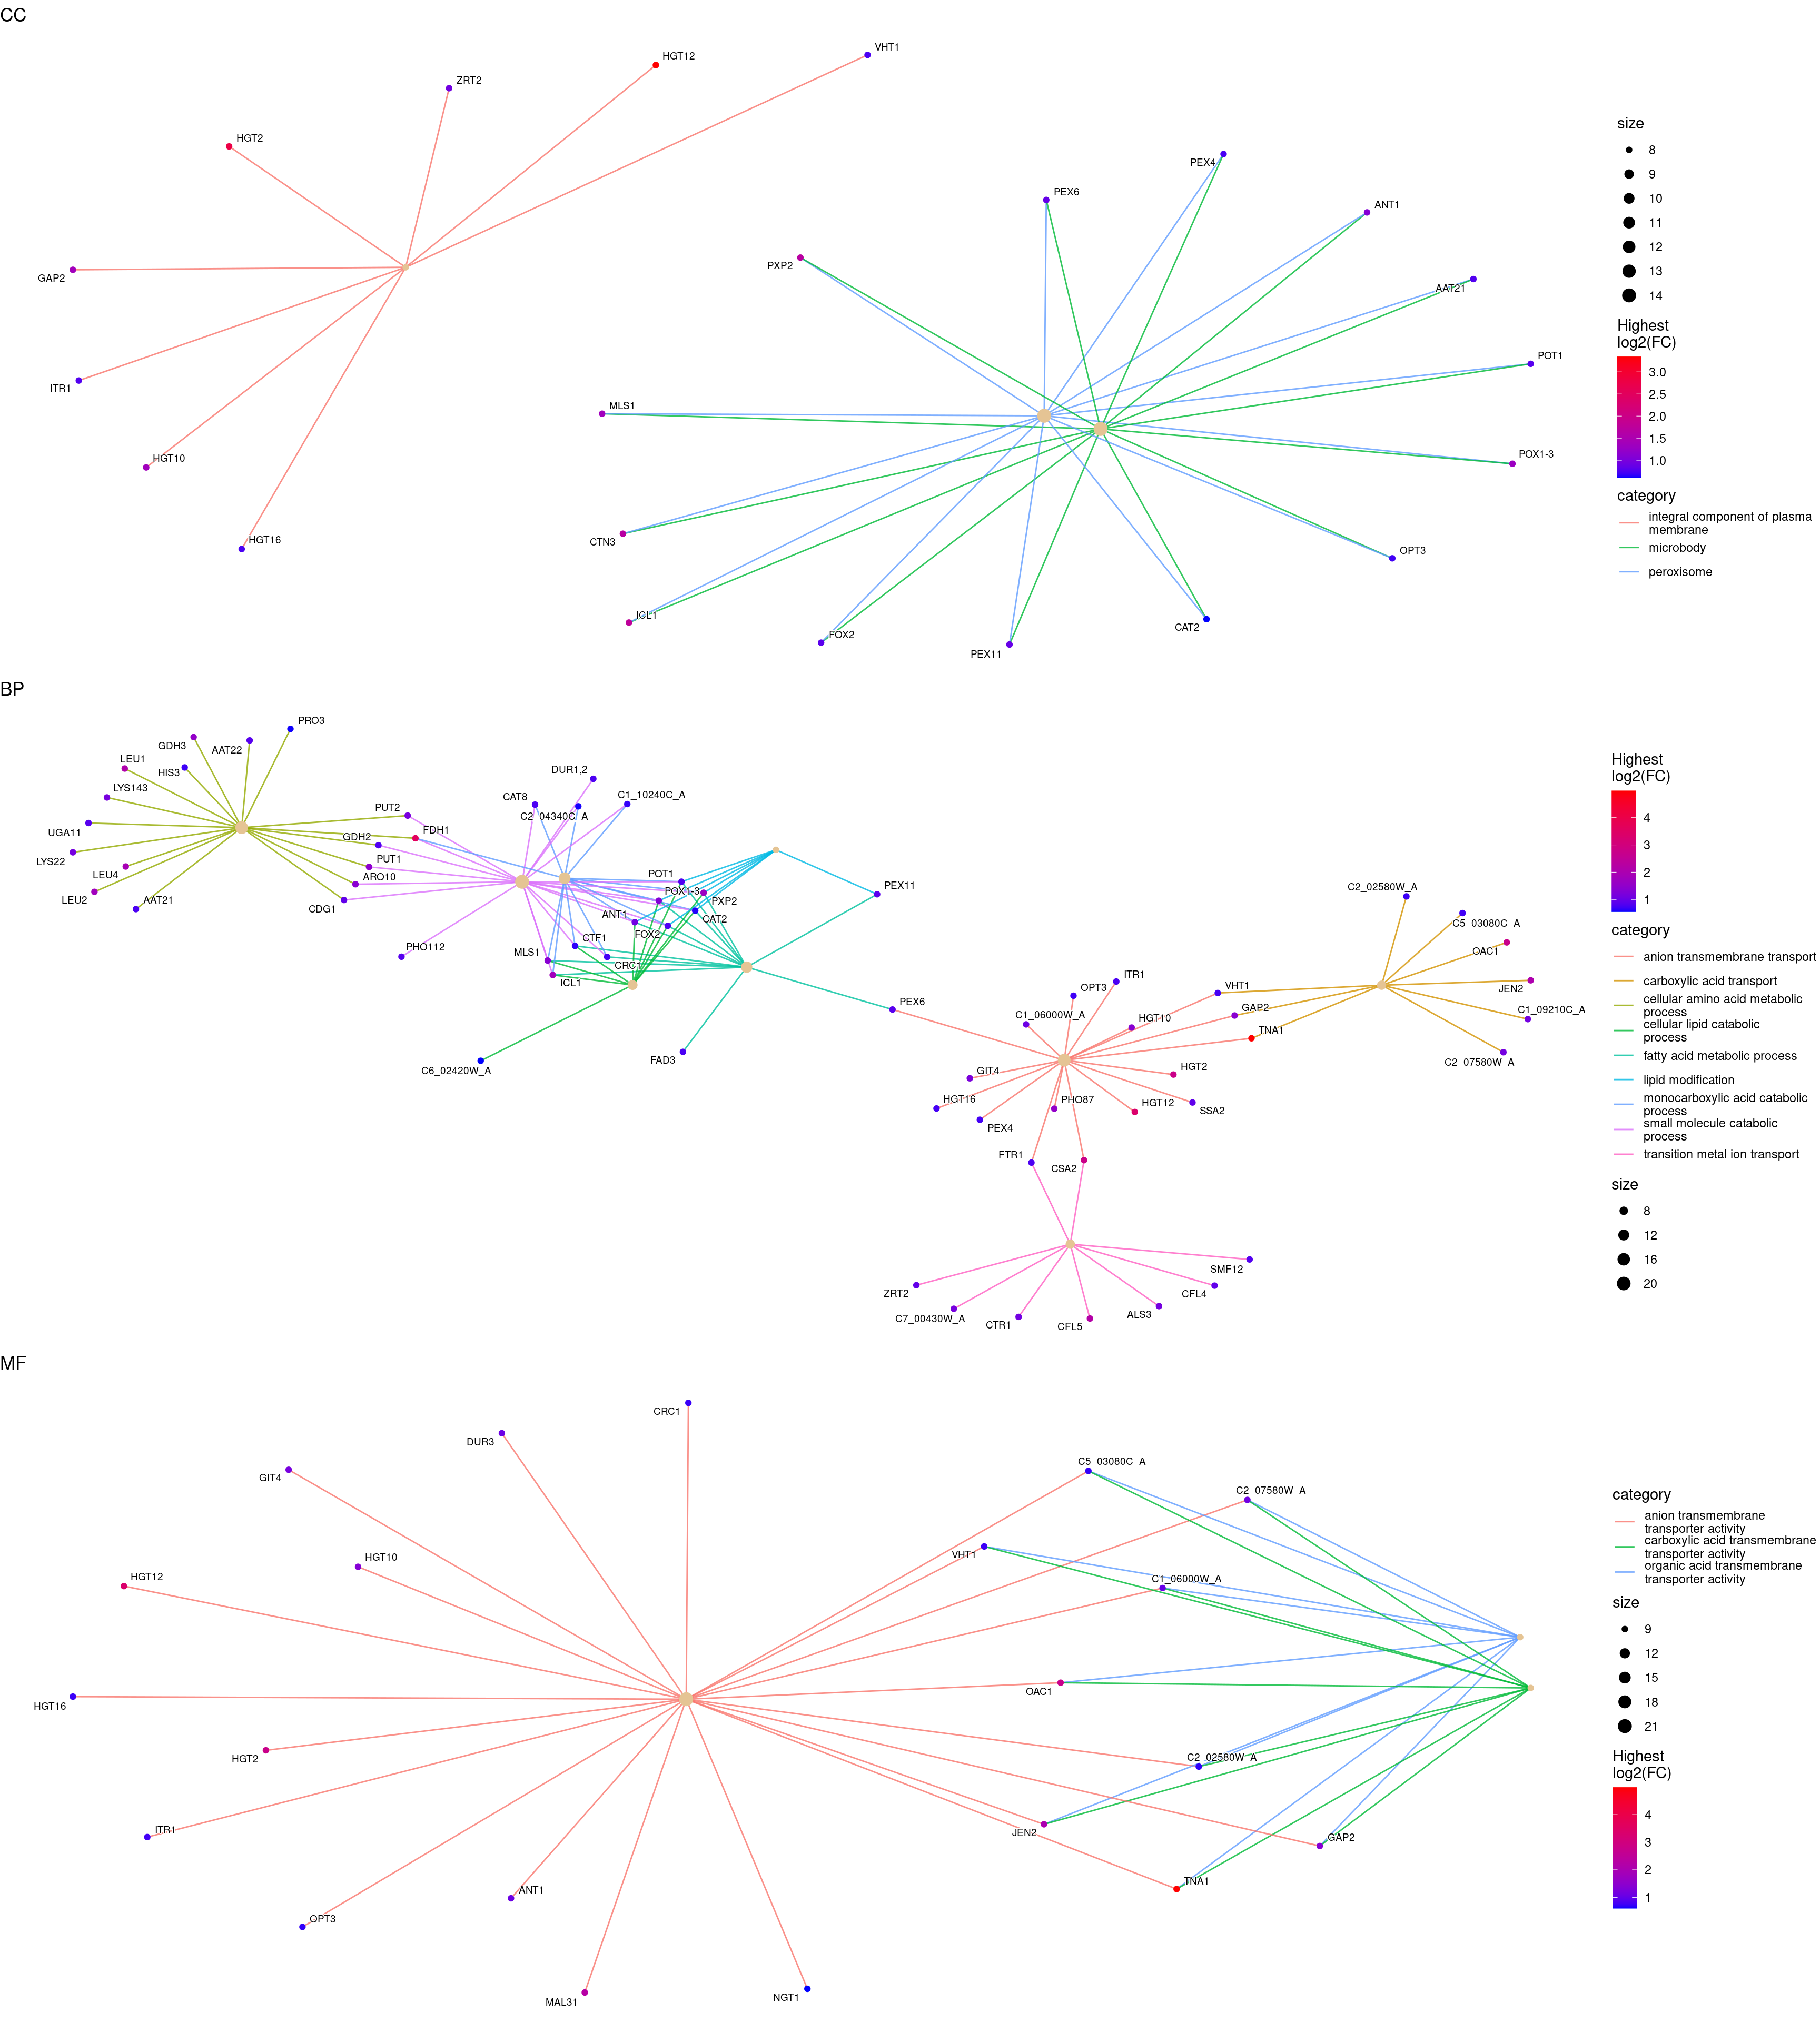 CC
HGT12
VHT1
ZRT2
HGT2
GAP2
ITR1
HGT10
HGT16
PEX4
PEX6
ANT1
PXP2
AAT21
POT1
MLS1
POX1-3
CTN3
OPT3
ICL1
FOX2
CAT2
PEX11
size
8
9
10
11
12
13
14
Highest
log2(FC)
3.0
2.5
2.0
1.5
1.0
category
integral component of plasma
membrane
microbody
peroxisome
BP
PRO3
GDH3
AAT22
LEU1
HIS3
LYS143
UGA11
LYS22
LEU4
LEU2
AAT21
PUT2
FDH1
GDH2
PUT1
ARO10
CDG1
PHO112
DUR1,2
CAT8
C1_10240C_A
C2_04340C_A
POT1
POX1-3
PXP2
PEX11
ANT1
CAT2
FOX2
CTF1
MLS1
CRC1
ICL1
C6_02420W_A
FAD3
PEX6
ITR1
OPT3
VHT1
C1_06000W_A
HGT10
GAP2
TNA1
GIT4
HGT2
HGT16
PHO87
HGT12
SSA2
PEX4
FTR1
CSA2
C2_02580W_A
C5_03080C_A
OAC1
JEN2
C1_09210C_A
C2_07580W_A
SMF12
ZRT2
CFL4
C7_00430W_A
CTR1
CFL5
ALS3
Highest
log2(FC)
4
3
2
1
category
anion transmembrane transport
carboxylic acid transport
cellular amino acid metabolic
process
cellular lipid catabolic
process
fatty acid metabolic process
lipid modification
monocarboxylic acid catabolic
process
small molecule catabolic
process
transition metal ion transport
size
8
12
16
20
MF
CRC1
DUR3
GIT4
HGT10
HGT12
HGT16
HGT2
ITR1
OPT3
ANT1
MAL31
NGT1
C5_03080C_A
C2_07580W_A
VHT1
C1_06000W_A
OAC1
C2_02580W_A
JEN2
GAP2
TNA1
category
anion transmembrane
transporter activity
carboxylic acid transmembrane
transporter activity
organic acid transmembrane
transporter activity
size
9
12
15
18
21
Highest
log2(FC)
4
3
2
1